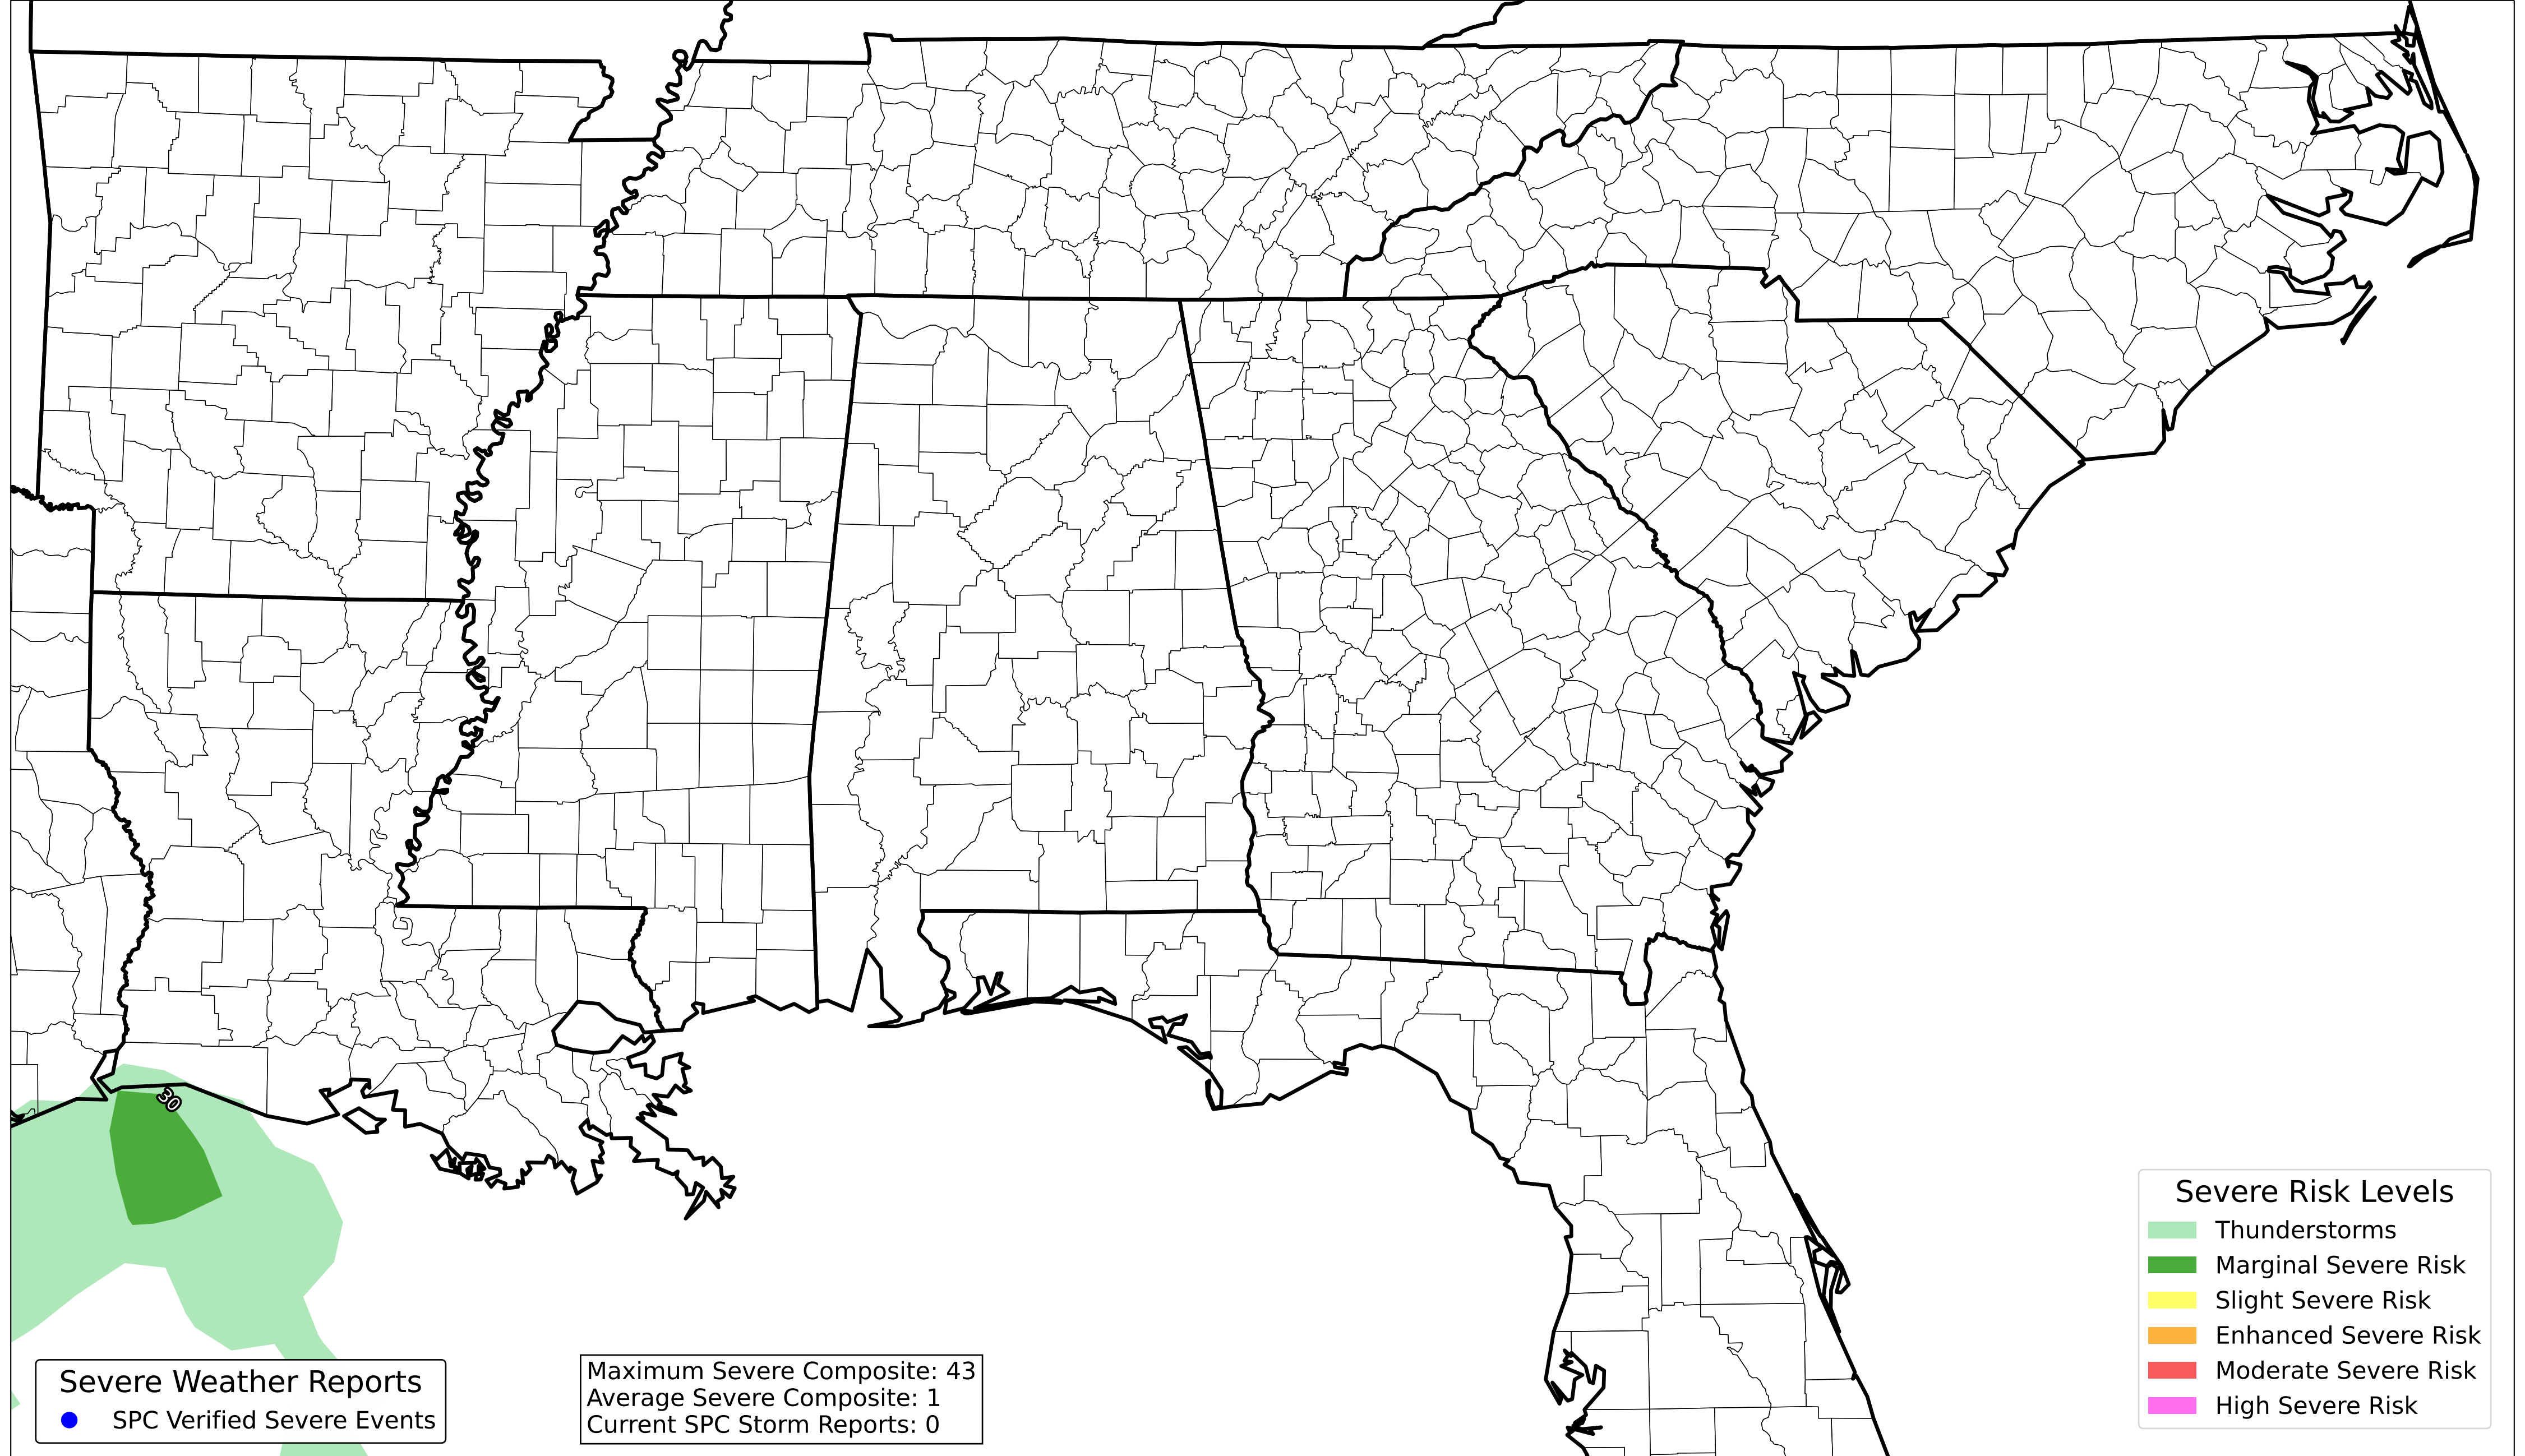 30
Severe Risk Levels
Thunderstorms
Marginal Severe Risk
Slight Severe Risk
Enhanced Severe Risk
Moderate Severe Risk
High Severe Risk
Severe Weather Reports
SPC Verified Severe Events
Maximum Severe Composite: 43
Average Severe Composite: 1
Current SPC Storm Reports: 0